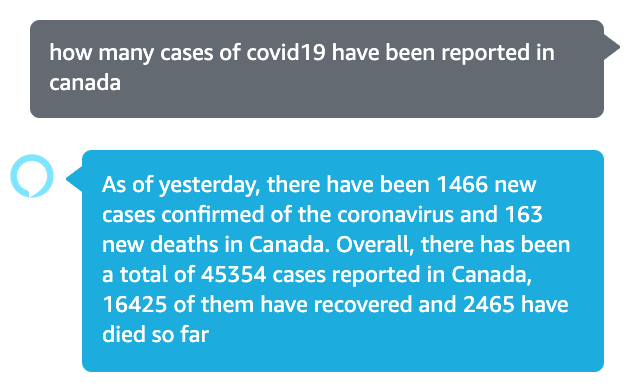 how many cases of covid19 have been reported in
canada
As of yesterday, there have been 1466 new
cases confirmed of the coronavirus and 163
new deaths in Canada. Overall, there has been
a total of 45354 cases reported in Canada,
16425 of them have recovered and 2465 have
died so far